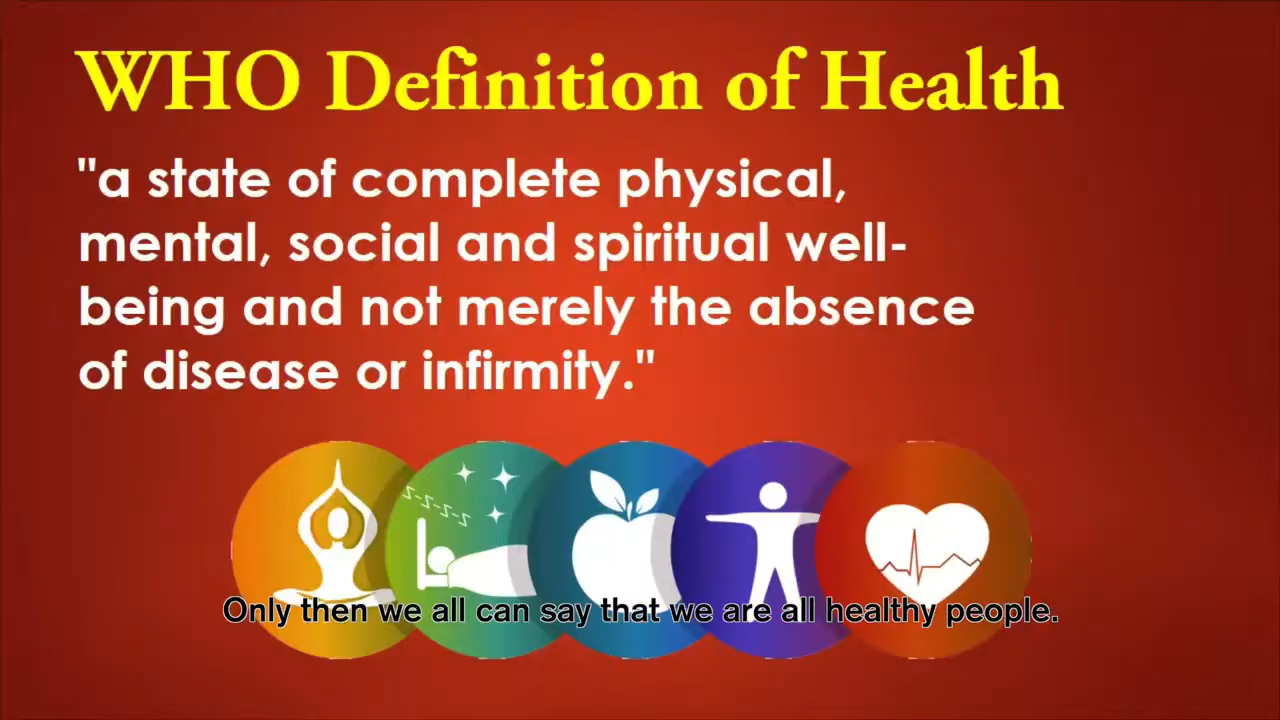 WHO Definition of Health
"a state of complete physical,
mental, social and spiritual well-
being and not merely the absence
of disease or infirmity."
Only then we all can say that we are all healthy people.